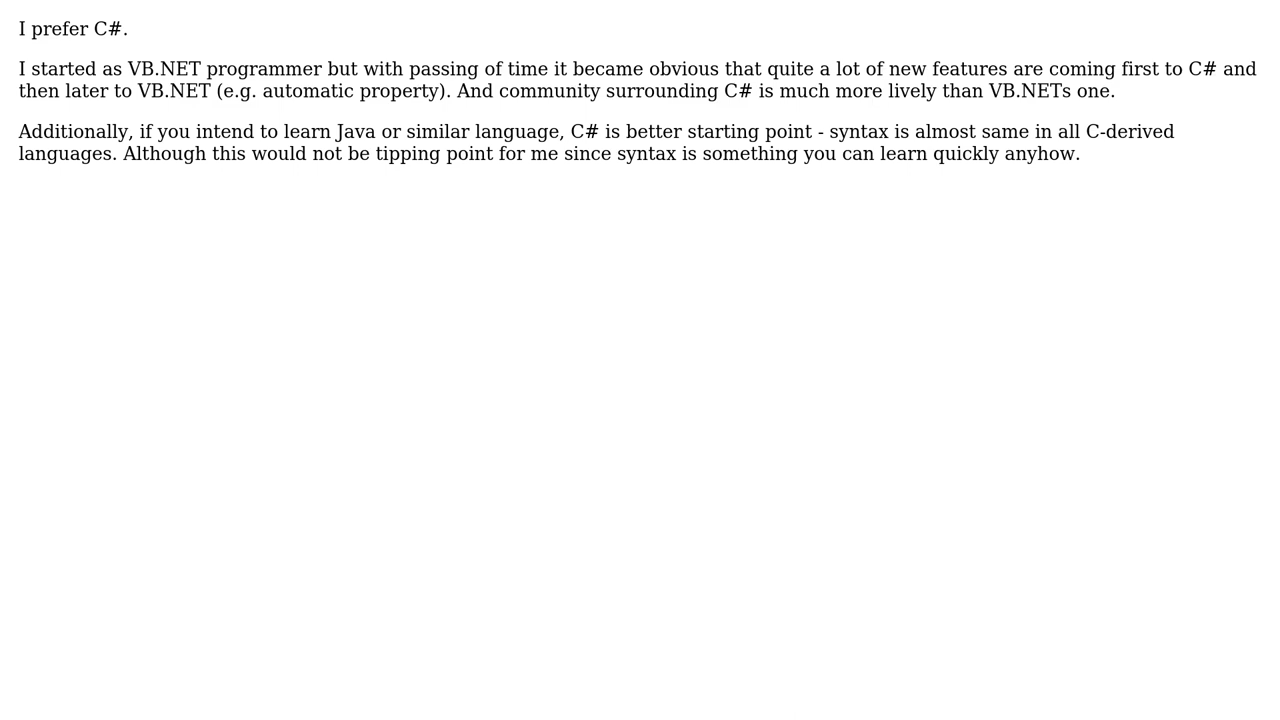 I prefer C#.
I started as VB.NET programmer but with passing of time it became obvious that quite a lot of new features are coming first to C# and
then later to VB.NET (e.g. automatic property). And community surrounding C# is much more lively than VB.NETs one.
Additionally, if you intend to learn Java or similar language, C# is better starting point - syntax is almost same in all C-derived
languages. Although this would not be tipping point for me since syntax is something you can learn quickly anyhow.